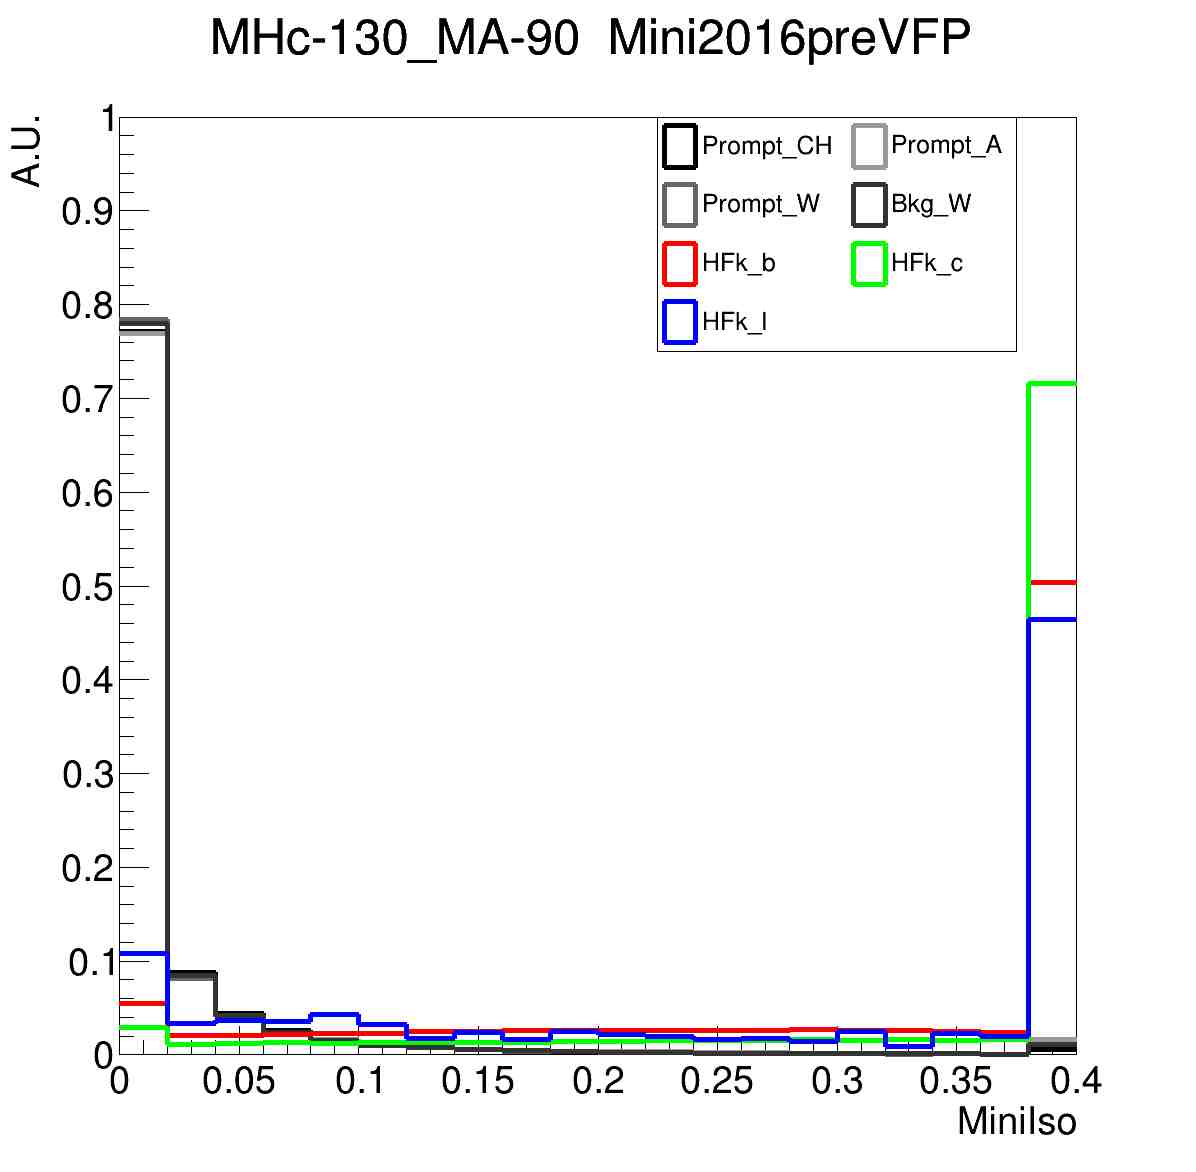 MHc-130_MA-90 Mini2016preVFP
A.U.
Prompt_CH Prompt_A
Prompt_W Bkg_W
HFk_b HFk_c
HFk_l
1
0.9
0.8
0.7
0.6
0.5
0.4
0.3
0.2
0.1
0
0 0.05 0.1 0.15 0.2 0.25 0.3 0.35 0.4
MiniIso